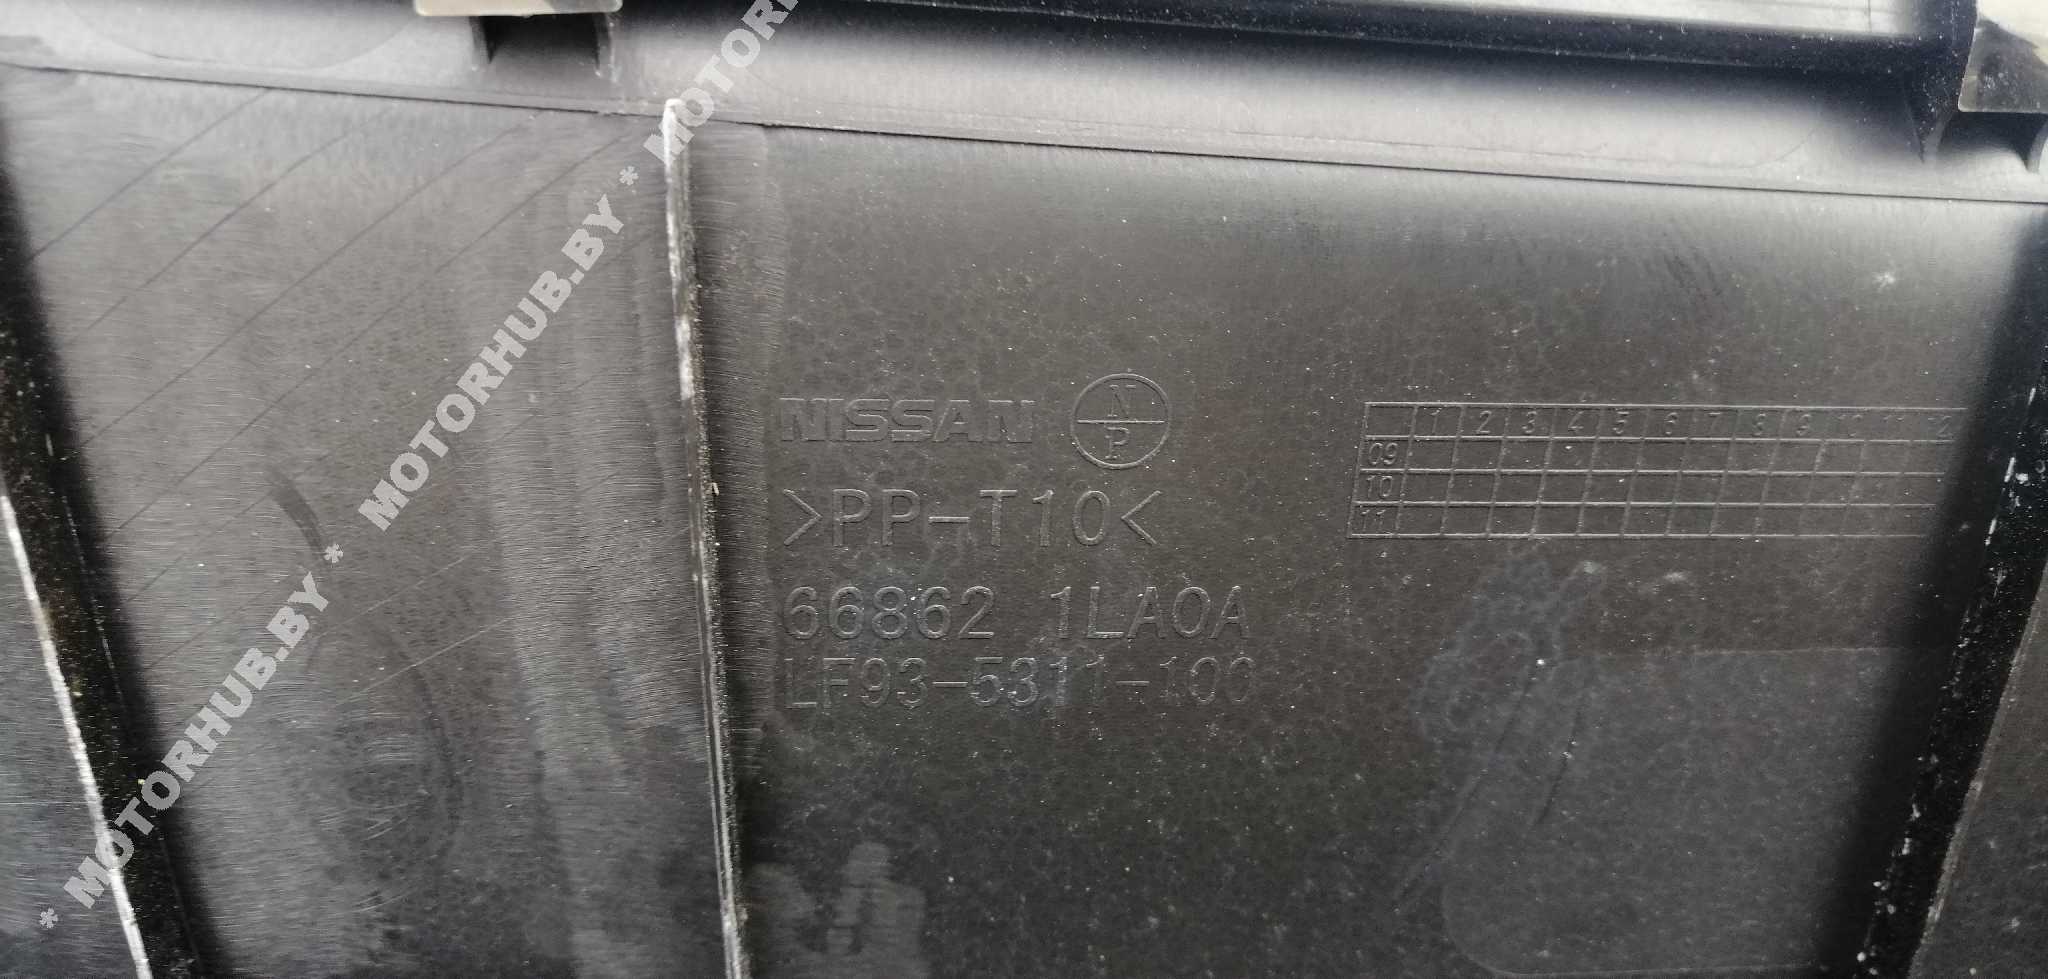 * MOTORHUB.BY * MOTORHUB.BY * MOTOR
NISSAN N P
>PP-T10<
66862 1LA0A
LF93-5311-100
1 2 3 4 5 6 7 8 9 10 11 12
09
10
11